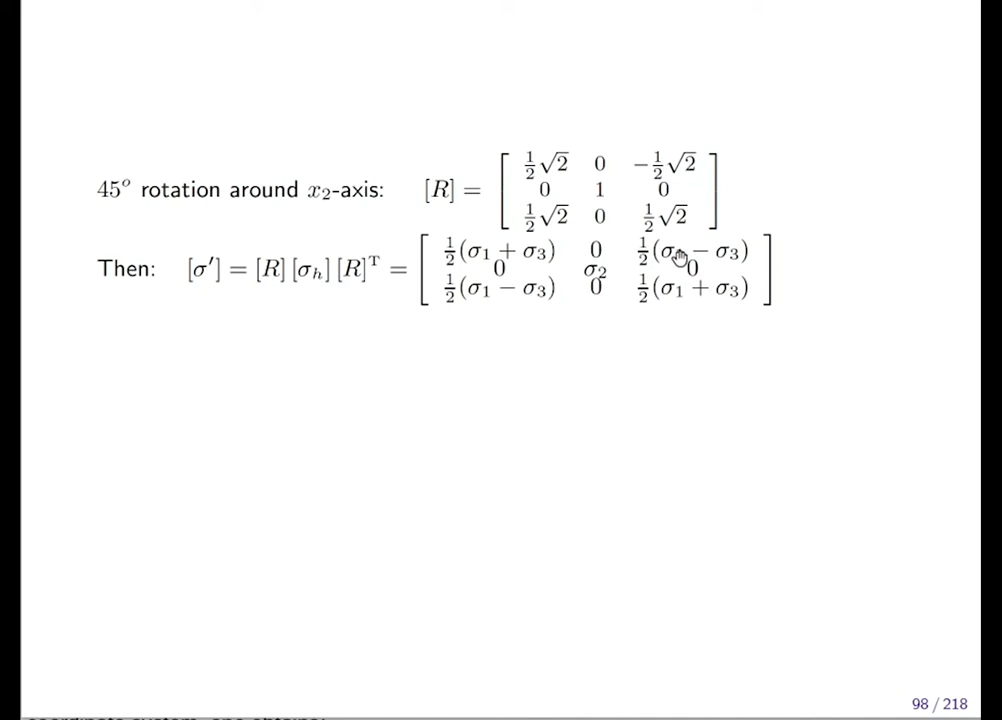 45° rotation around x₂-axis: [R] = [ ½√2 0 −½√2 ; 0 1 0 ; ½√2 0 ½√2 ]
Then: [σ′] = [R] [σₕ] [R]ᵀ = [ ½(σ₁ + σ₃) 0 ½(σ − σ₃) ; 0 σ₂ 0 ; ½(σ₁ − σ₃) 0 ½(σ₁ + σ₃) ]
98 / 218